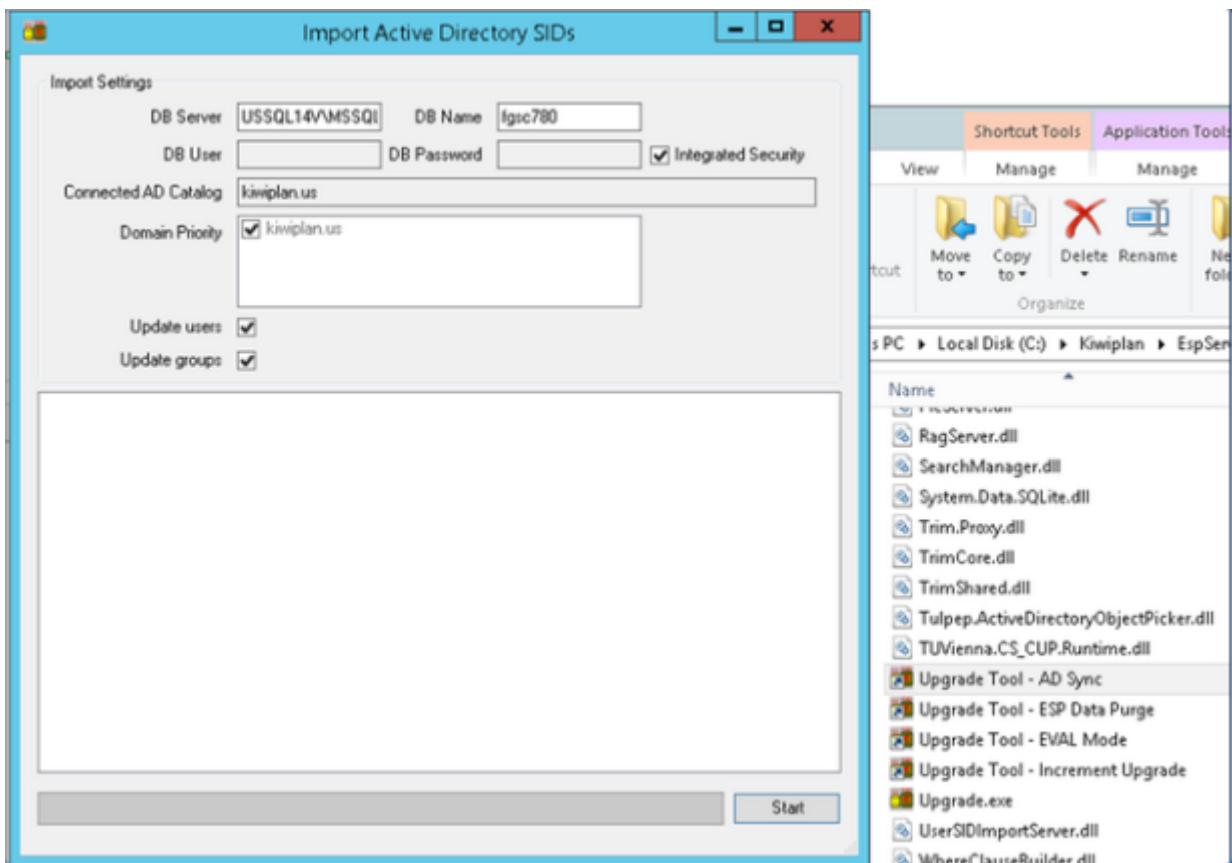 Import Active Directory SIDs
Import Settings
DB Server USSQL14V\MSSQL DB Name fgsc780
DB User DB Password Integrated Security
Connected AD Catalog kiwiplan.us
Domain Priority kiwiplan.us
Update users
Update groups
Start
Shortcut Tools Application Tools
View Manage Manage
Move to Copy to Delete Rename
Organize
s PC Local Disk (C:) Kiwiplan EspSer
Name
RagServer.dll
SearchManager.dll
System.Data.SQLite.dll
Trim.Proxy.dll
TrimCore.dll
TrimShared.dll
Tulpep.ActiveDirectoryObjectPicker.dll
TUVienna.CS_CUP.Runtime.dll
Upgrade Tool - AD Sync
Upgrade Tool - ESP Data Purge
Upgrade Tool - EVAL Mode
Upgrade Tool - Increment Upgrade
Upgrade.exe
UserSIDImportServer.dll
WhereClauseBuilder.dll